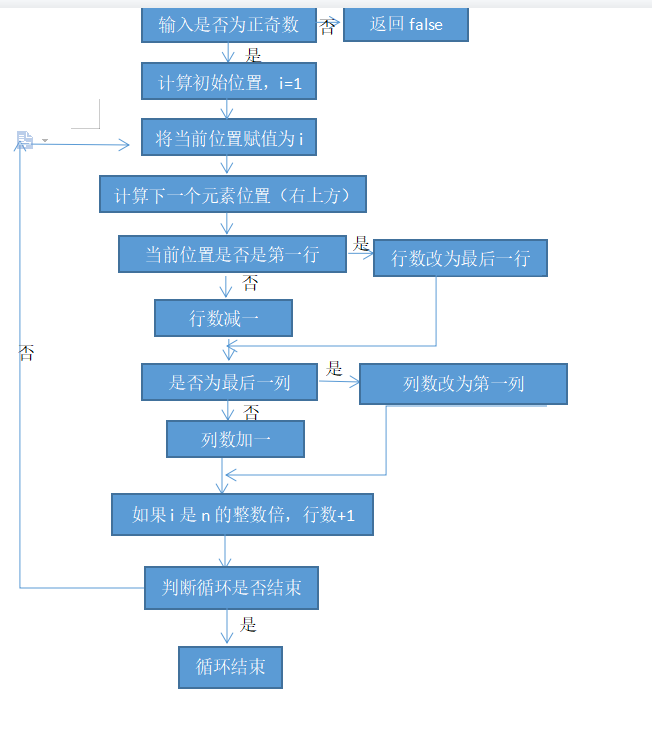 输入是否为正奇数
否
返回 false
是
计算初始位置，i=1
将当前位置赋值为 i
计算下一个元素位置（右上方）
当前位置是否是第一行
是
行数改为最后一行
否
行数减一
否
是否为最后一列
是
列数改为第一列
否
列数加一
如果 i 是 n 的整数倍，行数+1
判断循环是否结束
是
循环结束